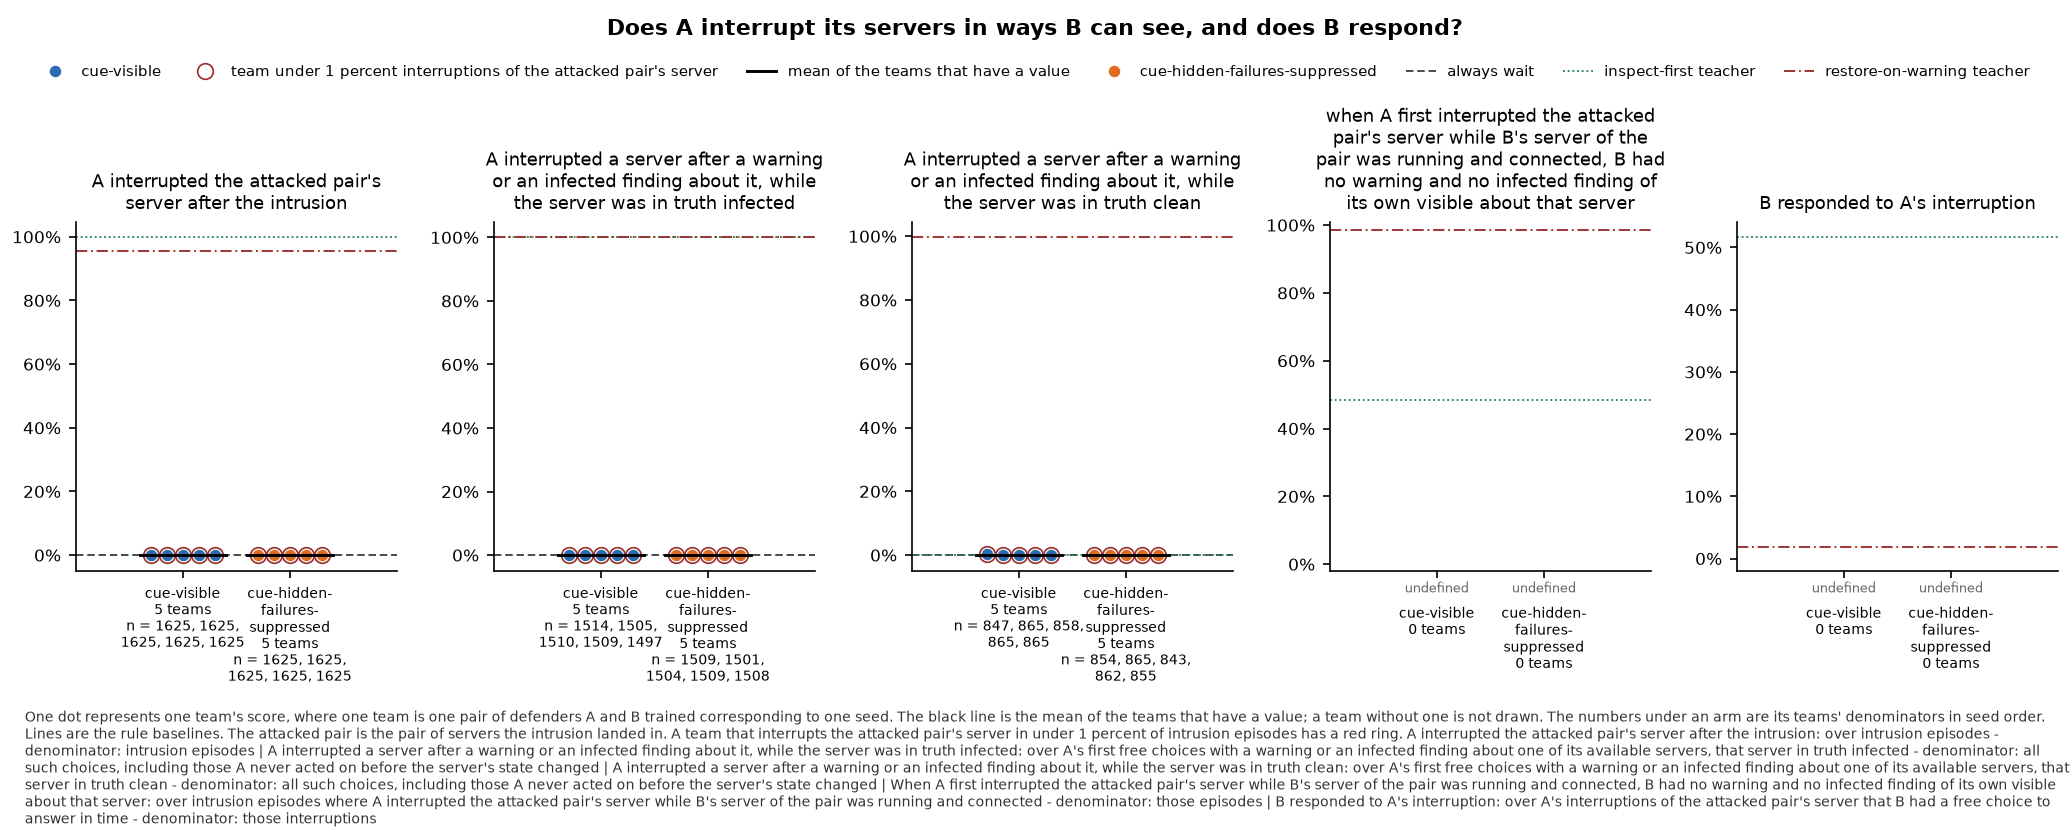 Does A interrupt its servers in ways B can see, and does B respond?
cue-visible
team under 1 percent interruptions of the attacked pair's server
mean of the teams that have a value
cue-hidden-failures-suppressed
always wait
inspect-first teacher
restore-on-warning teacher
A interrupted the attacked pair's
server after the intrusion
100%
80%
60%
40%
20%
0%
cue-visible
5 teams
n = 1625, 1625,
1625, 1625, 1625
cue-hidden-
failures-
suppressed
5 teams
n = 1625, 1625,
1625, 1625, 1625
A interrupted a server after a warning
or an infected finding about it, while
the server was in truth infected
100%
80%
60%
40%
20%
0%
cue-visible
5 teams
n = 1514, 1505,
1510, 1509, 1497
cue-hidden-
failures-
suppressed
5 teams
n = 1509, 1501,
1504, 1509, 1508
A interrupted a server after a warning
or an infected finding about it, while
the server was in truth clean
100%
80%
60%
40%
20%
0%
cue-visible
5 teams
n = 847, 865, 858,
865, 865
cue-hidden-
failures-
suppressed
5 teams
n = 854, 865, 843,
862, 855
when A first interrupted the attacked
pair's server while B's server of the
pair was running and connected, B had
no warning and no infected finding of
its own visible about that server
100%
80%
60%
40%
20%
0%
undefined
cue-visible
0 teams
undefined
cue-hidden-
failures-
suppressed
0 teams
B responded to A's interruption
50%
40%
30%
20%
10%
0%
undefined
cue-visible
0 teams
undefined
cue-hidden-
failures-
suppressed
0 teams
One dot represents one team's score, where one team is one pair of defenders A and B trained corresponding to one seed. The black line is the mean of the teams that have a value; a team without one is not drawn. The numbers under an arm are its teams' denominators in seed order.
Lines are the rule baselines. The attacked pair is the pair of servers the intrusion landed in. A team that interrupts the attacked pair's server in under 1 percent of intrusion episodes has a red ring. A interrupted the attacked pair's server after the intrusion: over intrusion episodes -
denominator: intrusion episodes | A interrupted a server after a warning or an infected finding about it, while the server was in truth infected: over A's first free choices with a warning or an infected finding about one of its available servers, that server in truth infected - denominator: all
such choices, including those A never acted on before the server's state changed | A interrupted a server after a warning or an infected finding about it, while the server was in truth clean: over A's first free choices with a warning or an infected finding about one of its available servers, that
server in truth clean - denominator: all such choices, including those A never acted on before the server's state changed | When A first interrupted the attacked pair's server while B's server of the pair was running and connected, B had no warning and no infected finding of its own visible
about that server: over intrusion episodes where A interrupted the attacked pair's server while B's server of the pair was running and connected - denominator: those episodes | B responded to A's interruption: over A's interruptions of the attacked pair's server that B had a free choice to
answer in time - denominator: those interruptions